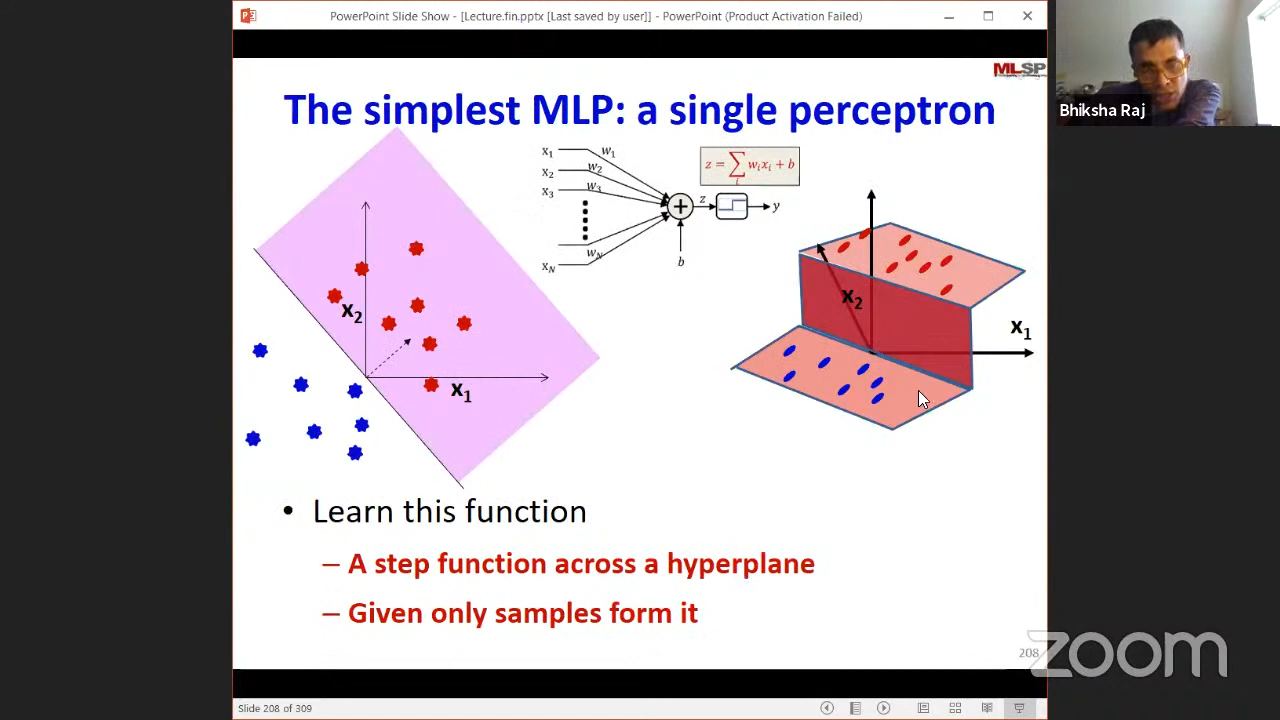 PowerPoint Slide Show - [Lecture.fin.pptx [Last saved by user]] - PowerPoint (Product Activation Failed)
MLSP
Bhiksha Raj
The simplest MLP: a single perceptron
x1 w1
x2 w2
x3 w3
xN wN
z = ∑i wixi + b
z
y
b
x2
x1
x2
x1
• Learn this function
– A step function across a hyperplane
– Given only samples form it
208
zoom
Slide 208 of 309